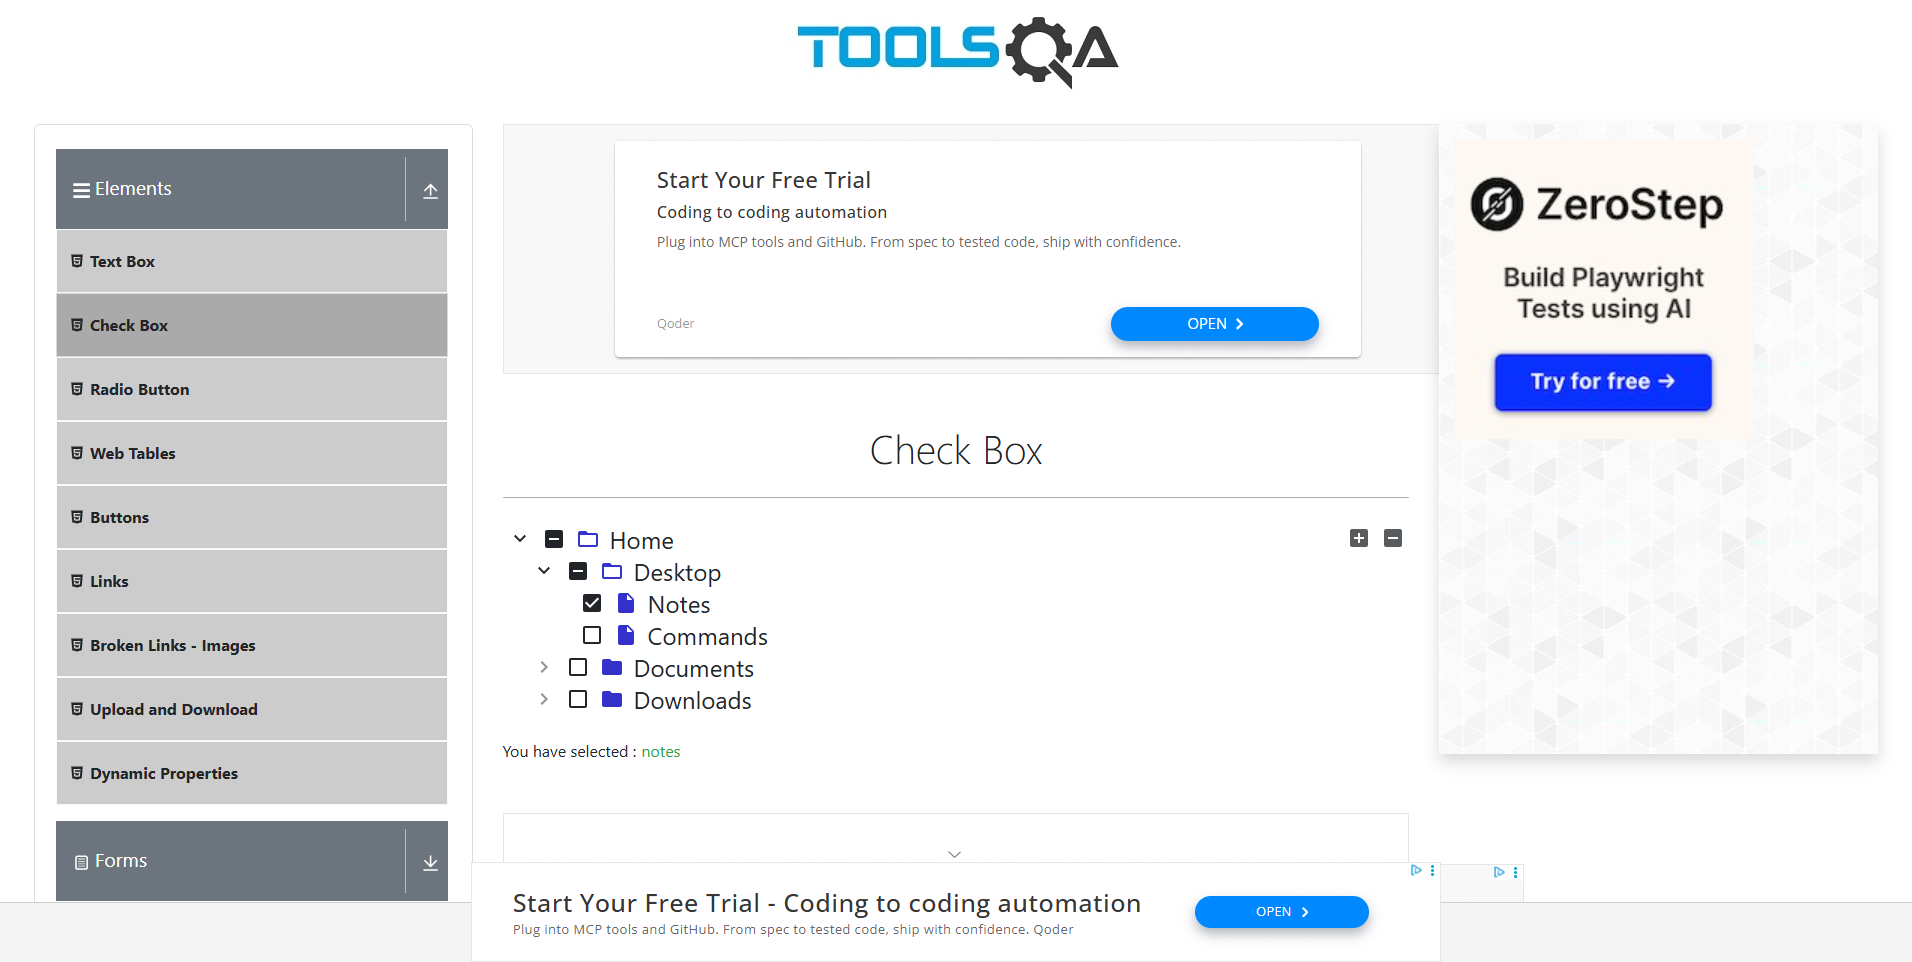 TOOLSQA
Elements
Text Box
Check Box
Radio Button
Web Tables
Buttons
Links
Broken Links - Images
Upload and Download
Dynamic Properties
Forms
Start Your Free Trial
Coding to coding automation
Plug into MCP tools and GitHub. From spec to tested code, ship with confidence.
Qoder
OPEN
Check Box
Home
Desktop
Notes
Commands
Documents
Downloads
You have selected : notes
ZeroStep
Build Playwright
Tests using AI
Try for free →
Start Your Free Trial - Coding to coding automation
Plug into MCP tools and GitHub. From spec to tested code, ship with confidence. Qoder
OPEN